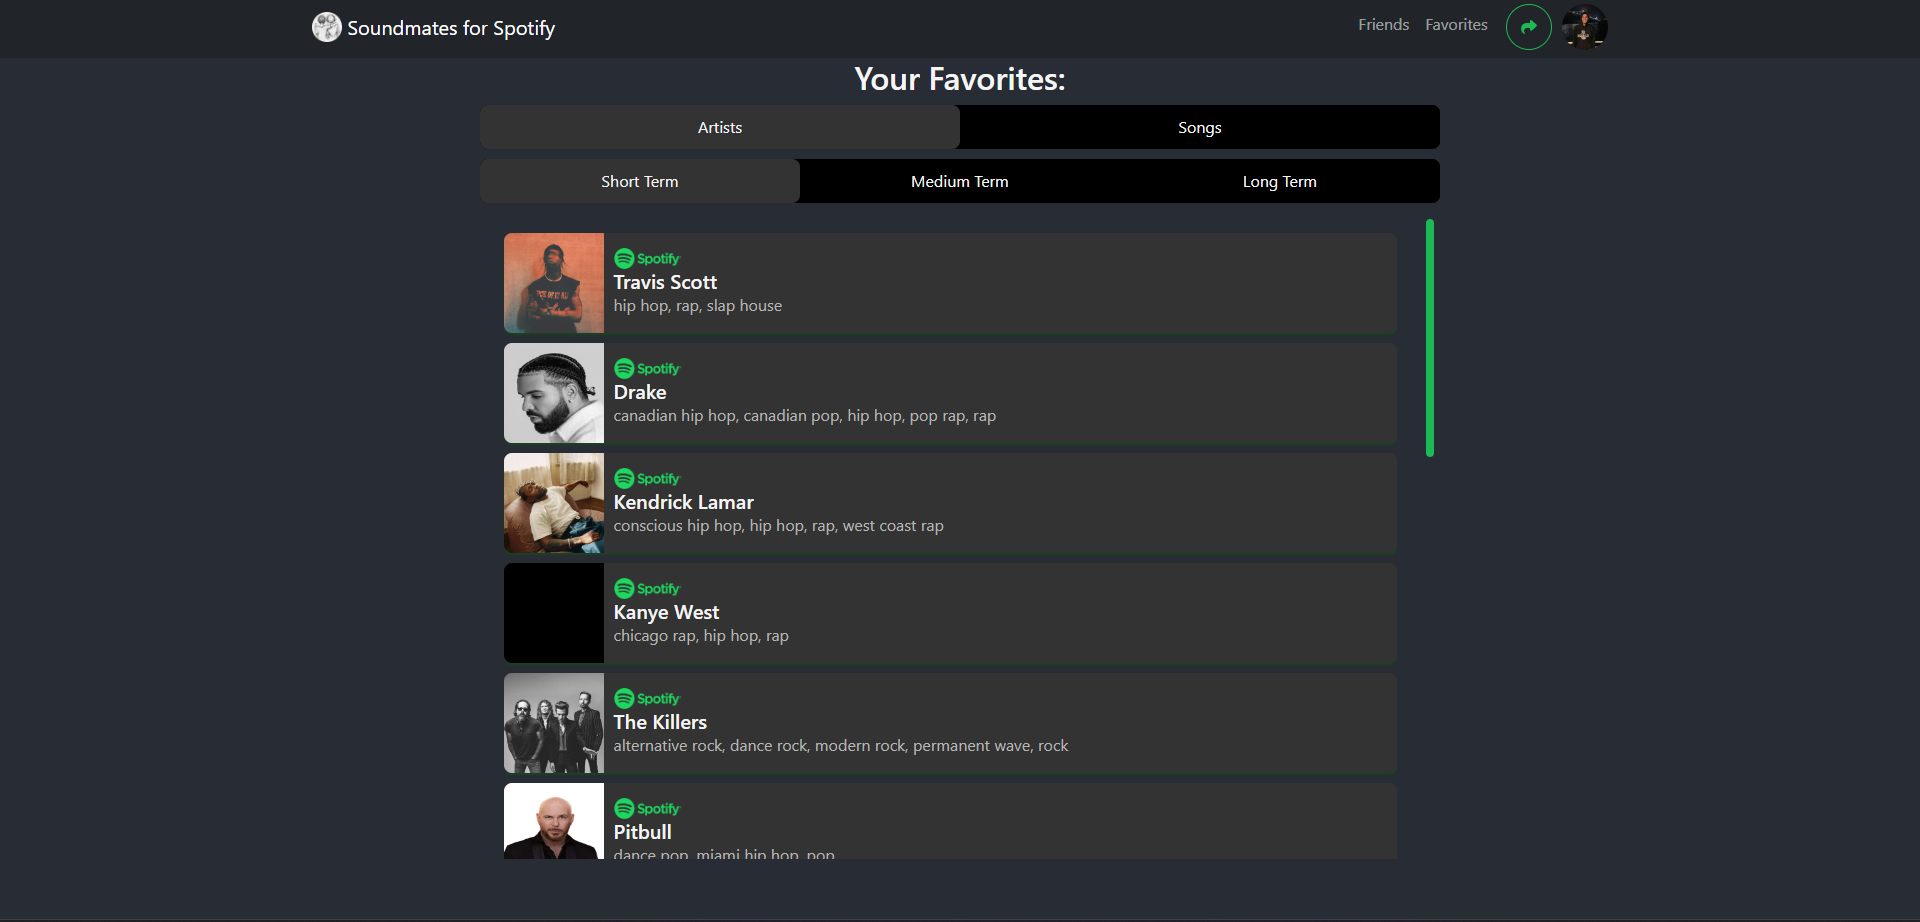 Soundmates for Spotify
Friends
Favorites
Your Favorites:
Artists
Songs
Short Term
Medium Term
Long Term
Spotify
Travis Scott
hip hop, rap, slap house
Spotify
Drake
canadian hip hop, canadian pop, hip hop, pop rap, rap
Spotify
Kendrick Lamar
conscious hip hop, hip hop, rap, west coast rap
Spotify
Kanye West
chicago rap, hip hop, rap
Spotify
The Killers
alternative rock, dance rock, modern rock, permanent wave, rock
Spotify
Pitbull
dance pop, miami hip hop, pop